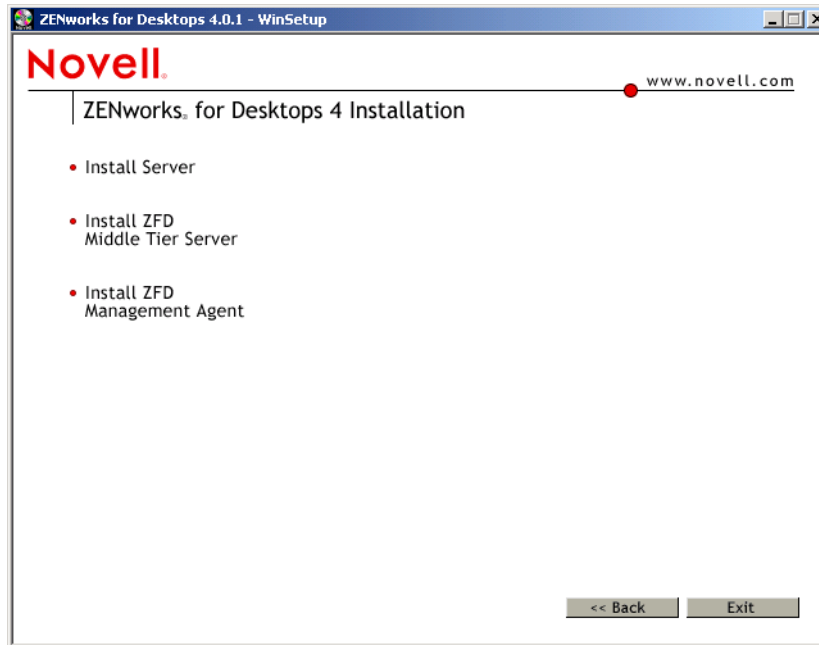 ZENworks for Desktops 4.0.1 - WinSetup
Novell.
www.novell.com
ZENworks® for Desktops 4 Installation
Install Server
Install ZFD
Middle Tier Server
Install ZFD
Management Agent
<< Back
Exit